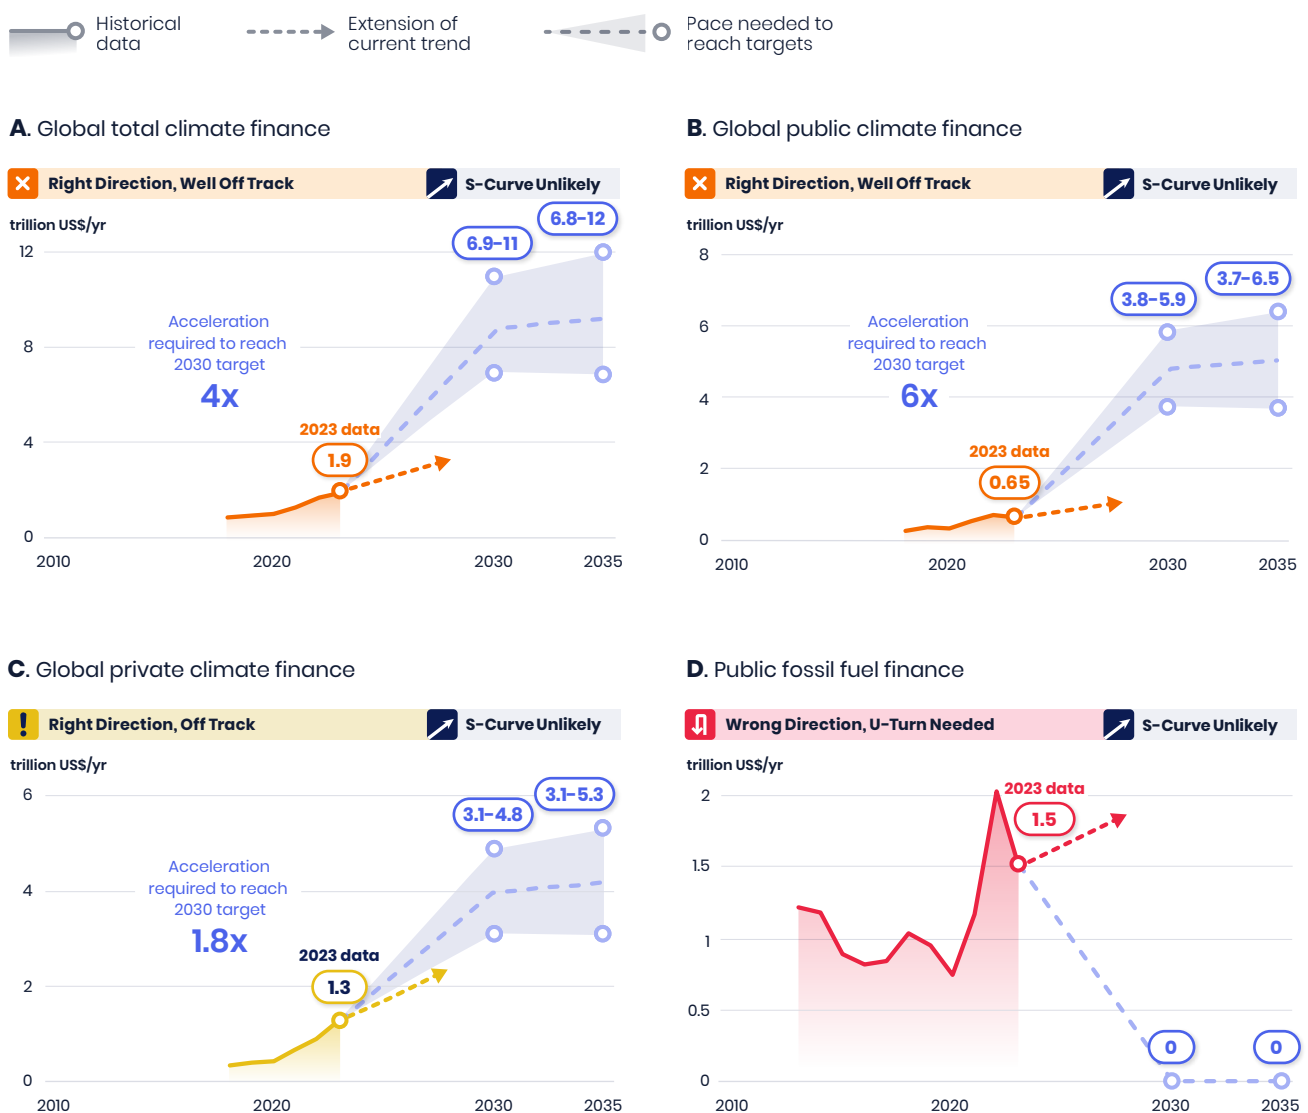 Historical
data
Extension of
current trend
Pace needed to
reach targets
A. Global total climate finance
Right Direction, Well Off Track
S-Curve Unlikely
trillion US$/yr
6.8–12
6.9–11
12
8
4
0
Acceleration
required to reach
2030 target
4x
2023 data
1.9
2010
2020
2030
2035
B. Global public climate finance
Right Direction, Well Off Track
S-Curve Unlikely
trillion US$/yr
3.7–6.5
3.8–5.9
8
6
4
2
0
Acceleration
required to reach
2030 target
6x
2023 data
0.65
2010
2020
2030
2035
C. Global private climate finance
Right Direction, Off Track
S-Curve Unlikely
trillion US$/yr
3.1–5.3
3.1–4.8
6
4
2
0
Acceleration
required to reach
2030 target
1.8x
2023 data
1.3
2010
2020
2030
2035
D. Public fossil fuel finance
Wrong Direction, U-Turn Needed
S-Curve Unlikely
trillion US$/yr
2
1.5
1
0.5
0
2023 data
1.5
0
0
2010
2020
2030
2035